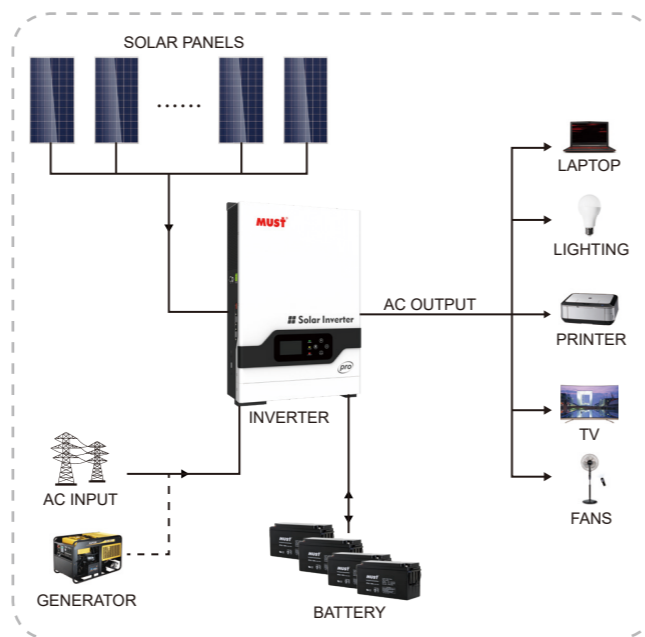 SOLAR PANELS
LAPTOP
LIGHTING
MUST
AC OUTPUT
Solar Inverter
PRINTER
pro
INVERTER
TV
AC INPUT
FANS
MUST
MUST
MUST
MUST
GENERATOR
BATTERY